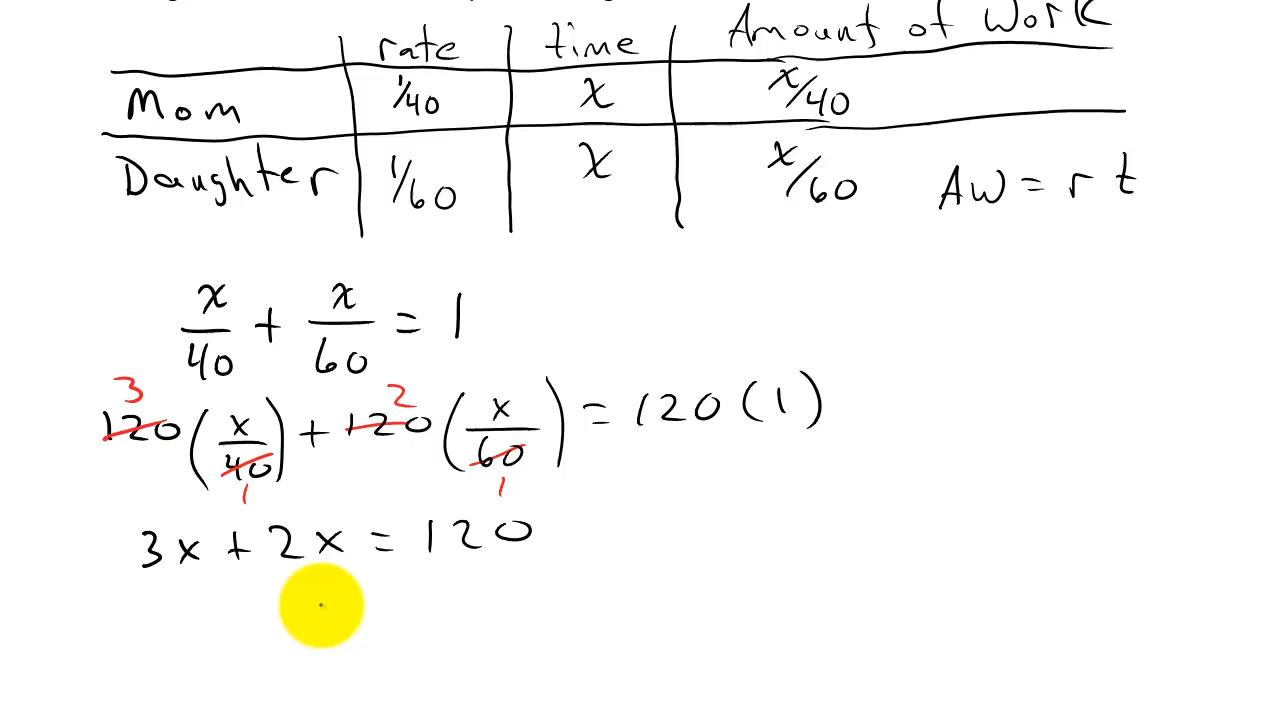 rate time Amount of Work
Mom 1/40 x x/40
Daughter 1/60 x x/60 AW = r t
x/40 + x/60 = 1
3 2
120(x/40) + 120(x/60) = 120(1)
1 1
3x + 2x = 120